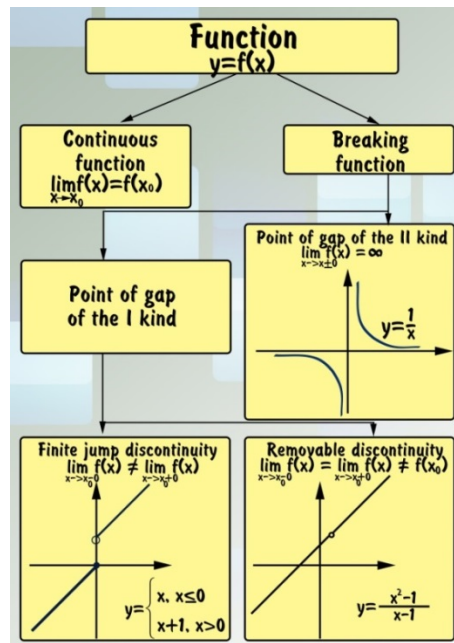 Function
y=f(x)
Continuous
function
lim f(x)=f(x₀)
x→x₀
Breaking
function
Point of gap
of the I kind
Point of gap of the II kind
lim f(x) = ∞
x->x±0
y=1/x
Finite jump discontinuity
lim f(x) ≠ lim f(x)
x->x₀-0 x->x₀+0
y={x, x≤0
x+1, x>0
Removable discontinuity
lim f(x) = lim f(x) ≠ f(x₀)
x->x₀-0 x->x₀+0
y=x²-1/x-1